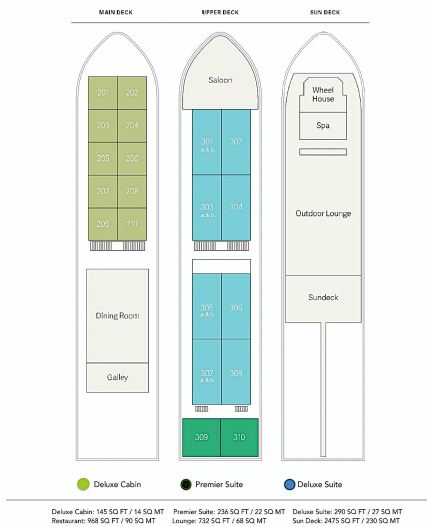 MAIN DECK UPPER DECK SUN DECK
Saloon
Wheel
House
Spa
201 202
203 204
205 206
207 208
209 210
301
a & b
302
303
a & b
304
305
a & b
306
307
a & b
308
309 310
Outdoor Lounge
Sundeck
Dining Room
Galley
Deluxe Cabin Premier Suite Deluxe Suite
Deluxe Cabin: 145 SQ FT / 14 SQ MT Premier Suite: 236 SQ FT / 22 SQ MT Deluxe Suite: 290 SQ FT / 27 SQ MT
Restaurant: 968 SQ FT / 90 SQ MT Lounge: 732 SQ FT / 68 SQ MT Sun Deck: 2475 SQ FT / 230 SQ MT